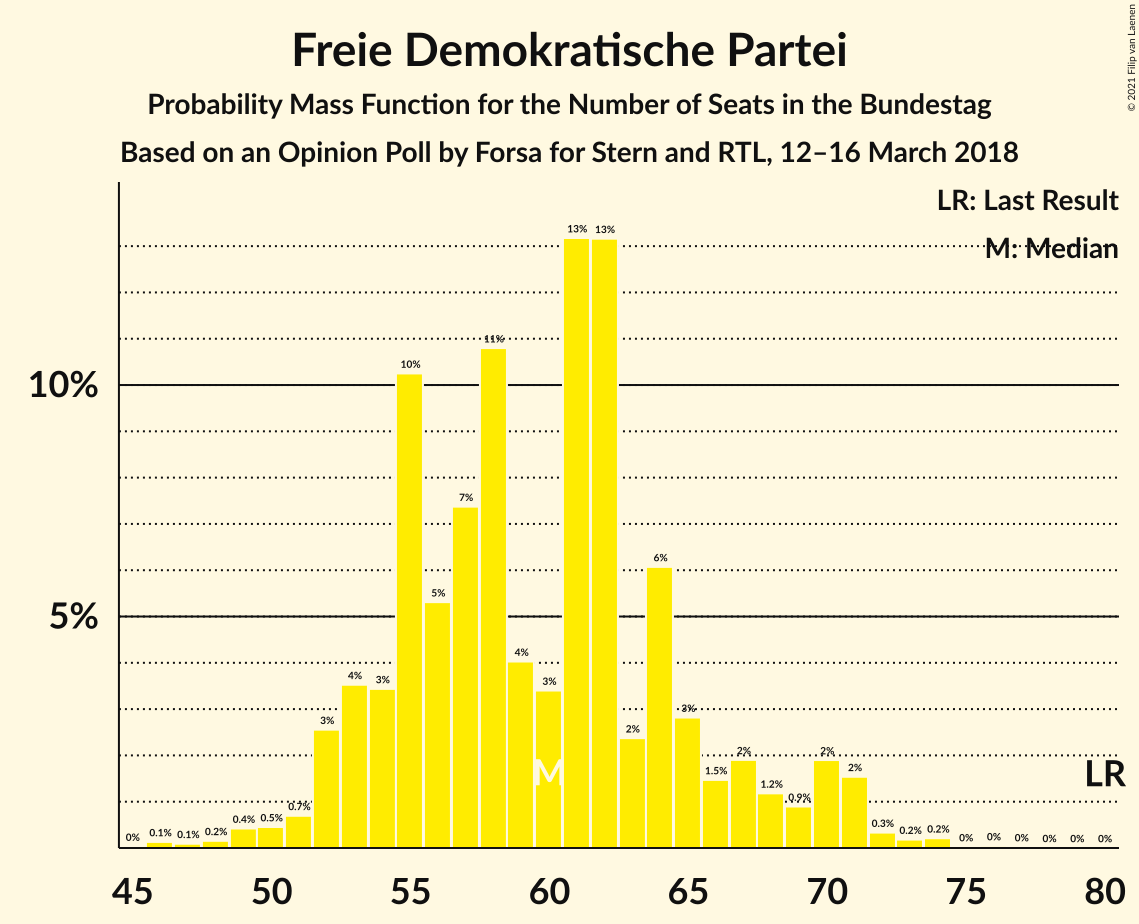 © 2021 Filip van Laenen
Freie Demokratische Partei
Probability Mass Function for the Number of Seats in the Bundestag
Based on an Opinion Poll by Forsa for Stern and RTL, 12–16 March 2018
LR: Last Result
M: Median
10%
5%
0% 0.1% 0.1% 0.2% 0.4% 0.5% 0.7% 3% 4% 3% 10% 5% 7% 11% 4% 3% 13% 13% 2% 6% 3% 1.5% 2% 1.2% 0.9% 2% 2% 0.3% 0.2% 0.2% 0% 0% 0% 0% 0% 0%
M
LR
45 50 55 60 65 70 75 80